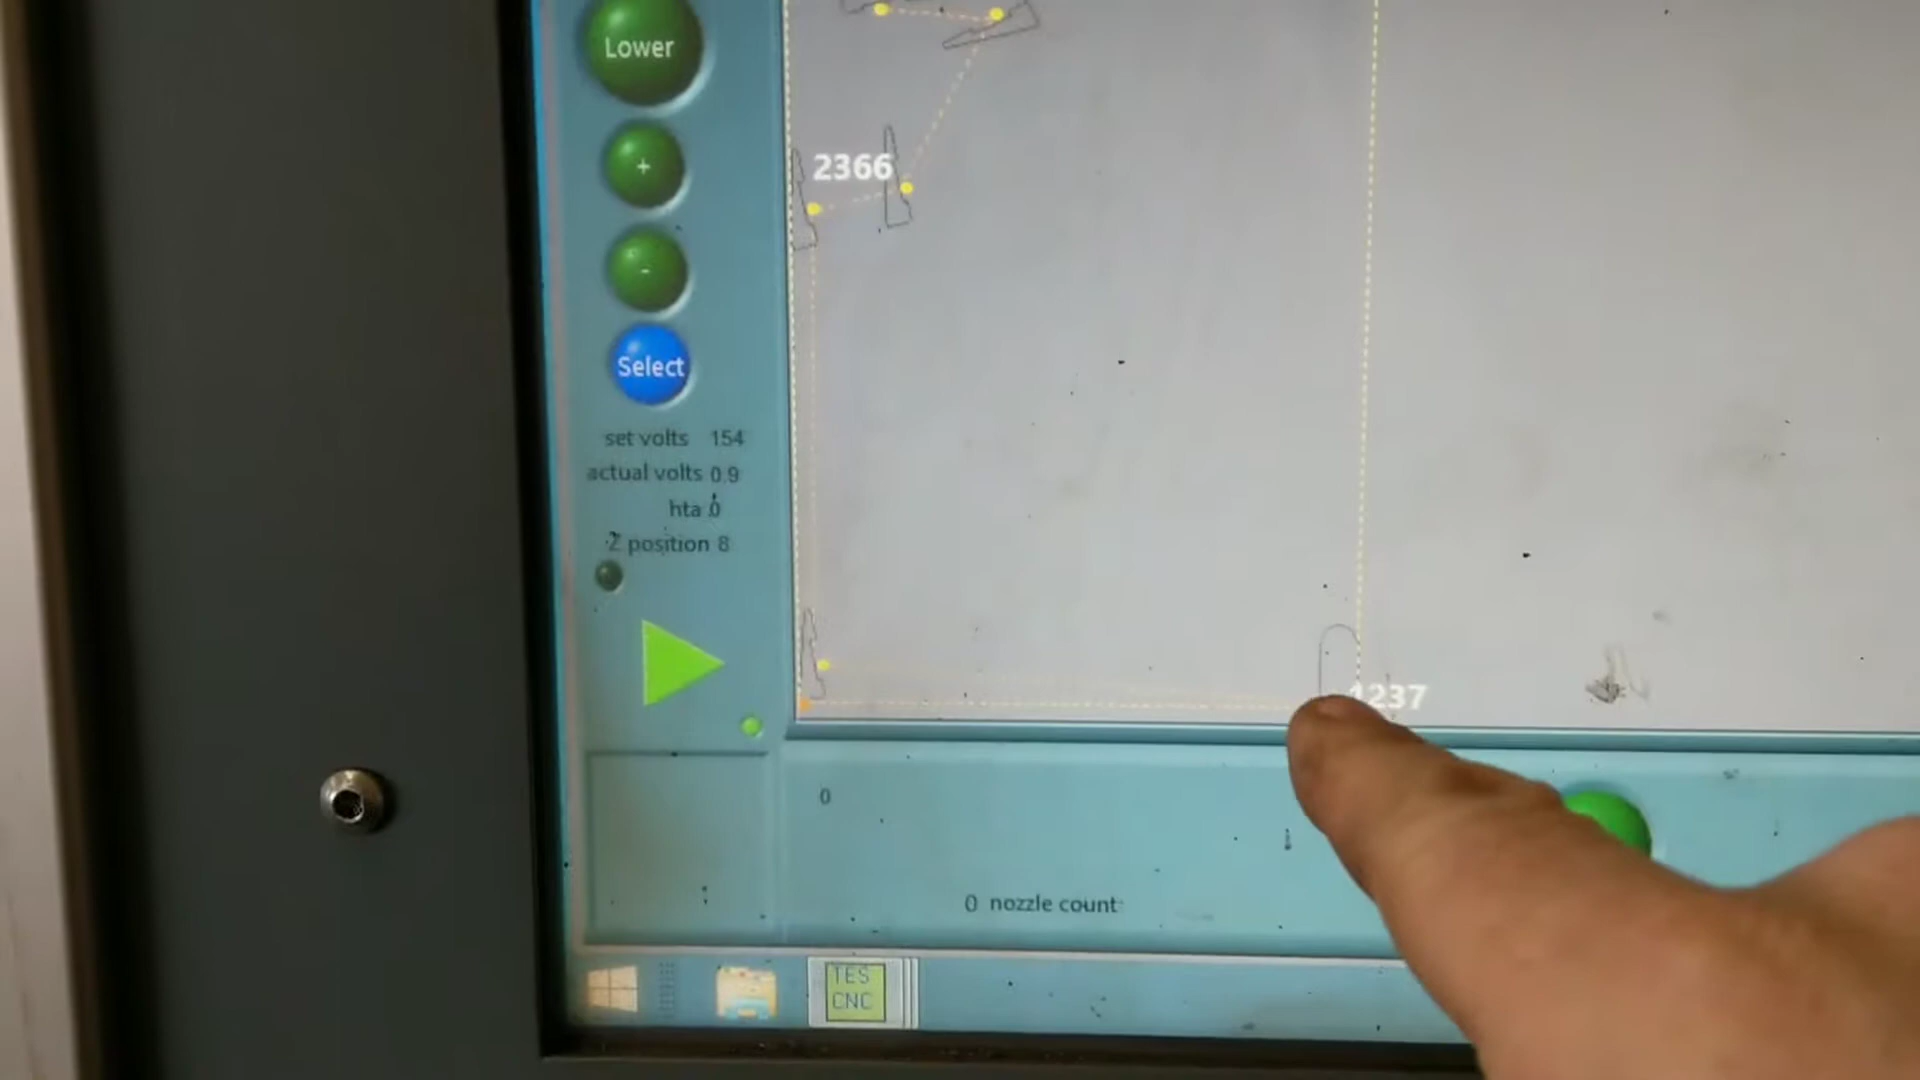 Lower
+
2366
-
Select
set volts 154
actual volts 0.9
hta 0
Z position 8
1237
0
0 nozzle count
TES
CNC